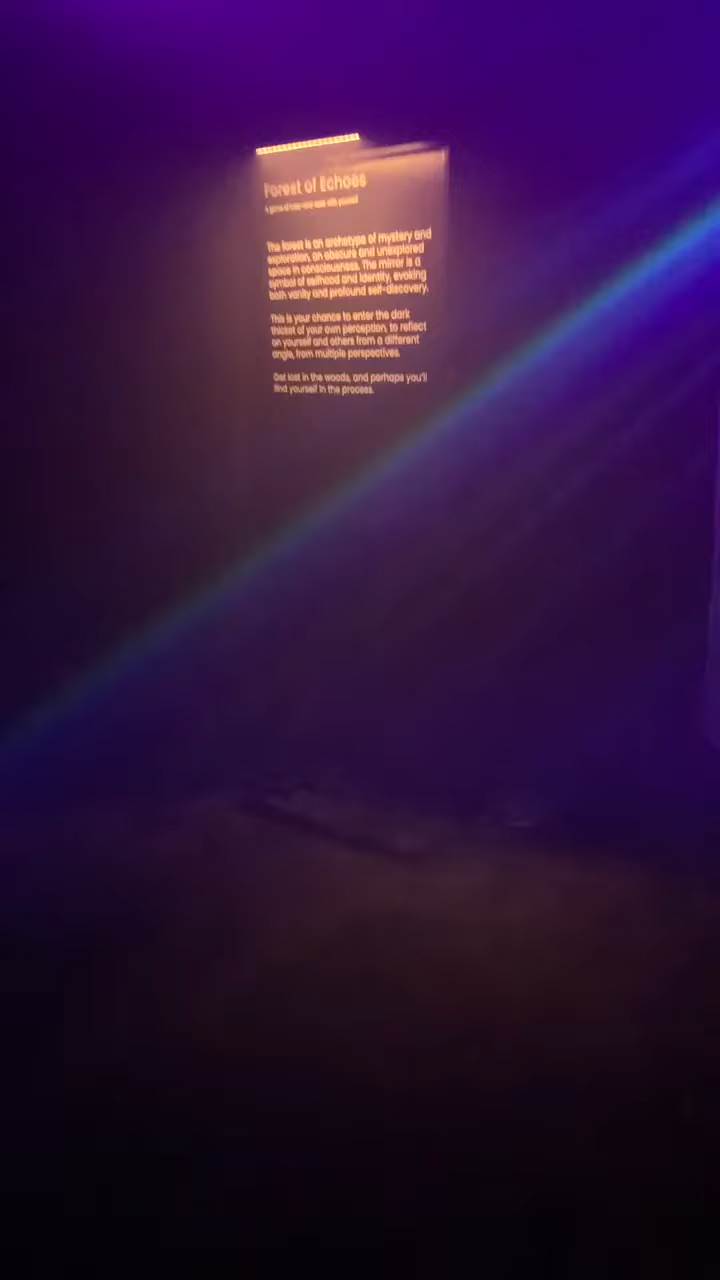 Forest of Echoes
The forest is an archetype of mystery and
exploration, an obscure and unexplored
space in consciousness. The mirror is a
symbol of selfhood and identity, evoking
both vanity and profound self-discovery.
This is your chance to enter the dark
thicket of your own perception, to reflect
on yourself and others from a different
angle, from multiple perspectives.
Get lost in the woods, and perhaps you'll
find yourself in the process.